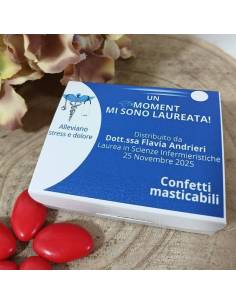 UN
MOMENT
MI SONO LAUREATA!
Alleviano
stress e dolore
Distribuito da
Dott.ssa Flavia Andrieri
Laurea in Scienze Infermieristiche
25 Novembre 2025
Confetti
masticabili